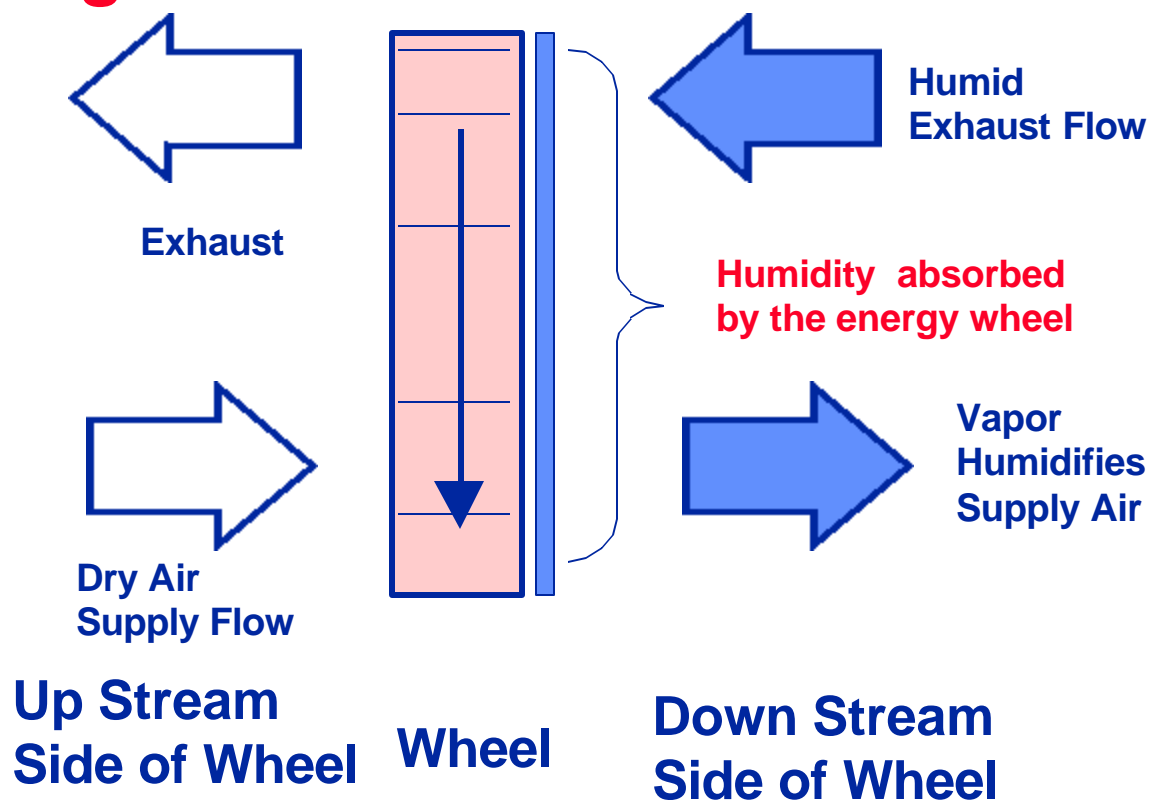 Humid
Exhaust Flow
Exhaust
Humidity absorbed
by the energy wheel
Vapor
Humidifies
Supply Air
Dry Air
Supply Flow
Up Stream
Side of Wheel
Wheel
Down Stream
Side of Wheel